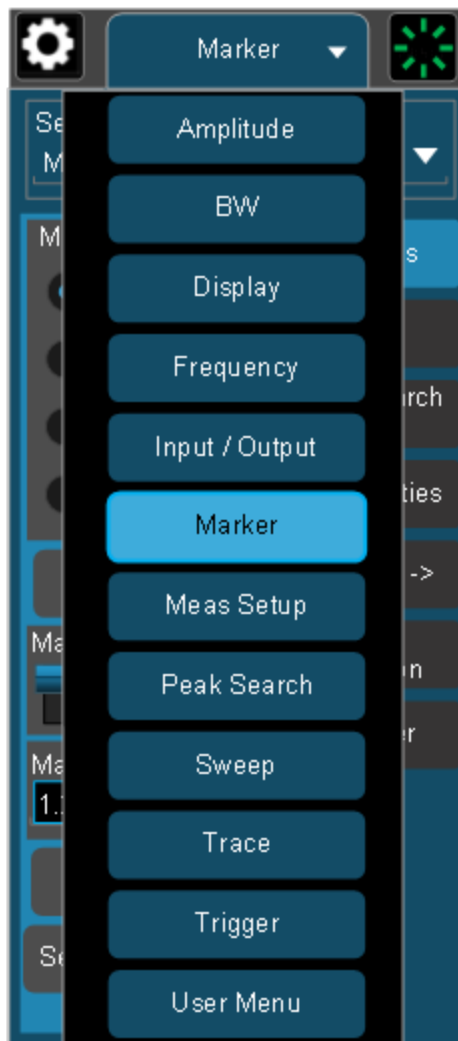 Marker
Amplitude
BW
Display
Frequency
Input / Output
Marker
Meas Setup
Peak Search
Sweep
Trace
Trigger
User Menu